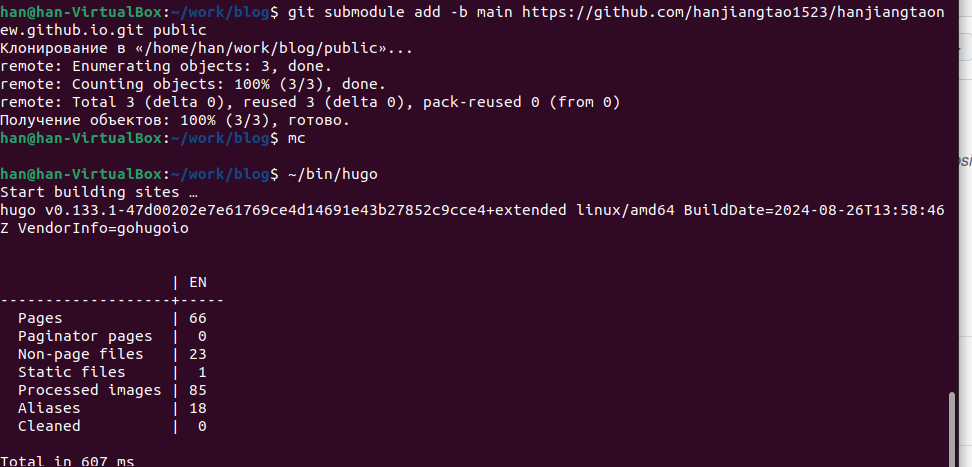 han@han-VirtualBox:~/work/blog$ git submodule add -b main https://github.com/hanjiangtao1523/hanjiangtaon
ew.github.io.git public
Клонирование в «/home/han/work/blog/public»...
remote: Enumerating objects: 3, done.
remote: Counting objects: 100% (3/3), done.
remote: Total 3 (delta 0), reused 3 (delta 0), pack-reused 0 (from 0)
Получение объектов: 100% (3/3), готово.
han@han-VirtualBox:~/work/blog$ mc
han@han-VirtualBox:~/work/blog$ ~/bin/hugo
Start building sites …
hugo v0.133.1-47d00202e7e61769ce4d14691e43b27852c9cce4+extended linux/amd64 BuildDate=2024-08-26T13:58:46
Z VendorInfo=gohugoio
                   | EN
-------------------+-----
  Pages            | 66
  Paginator pages  |  0
  Non-page files   | 23
  Static files     |  1
  Processed images | 85
  Aliases          | 18
  Cleaned          |  0
Total in 607 ms